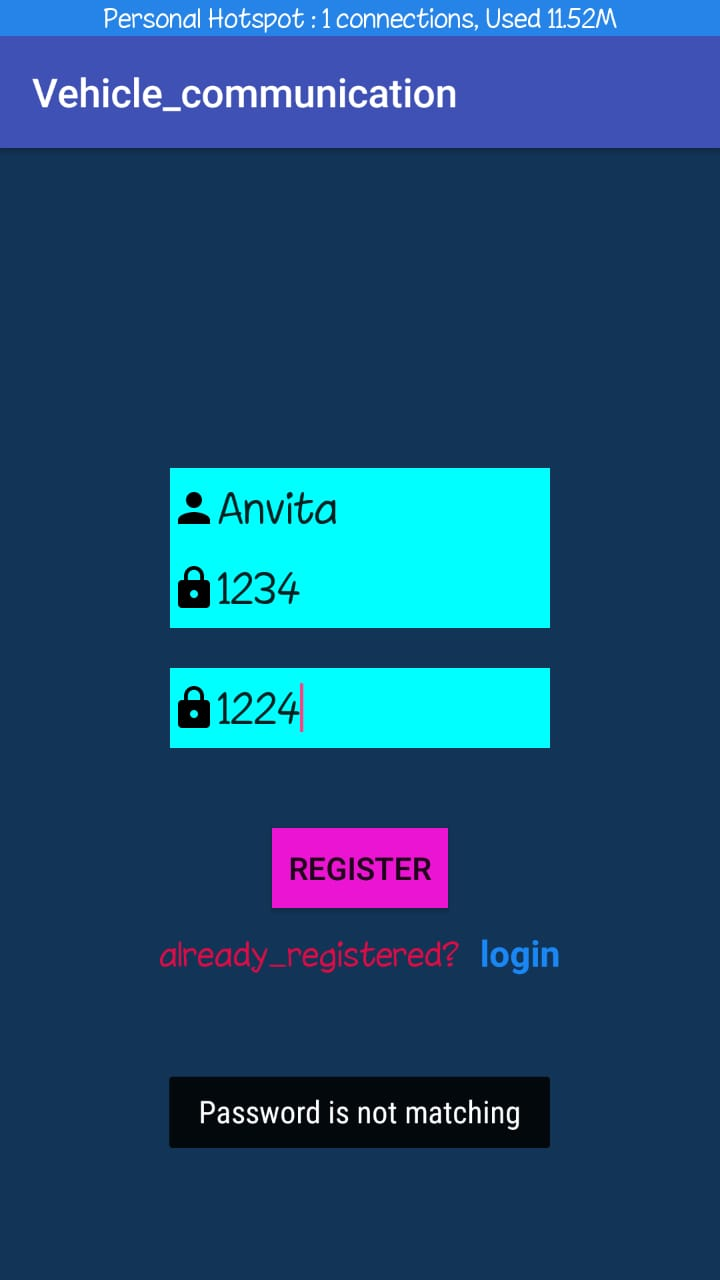 Personal Hotspot : 1 connections, Used 11.52M
Vehicle_communication
Anvita
1234
1224
REGISTER
already_registered? login
Password is not matching